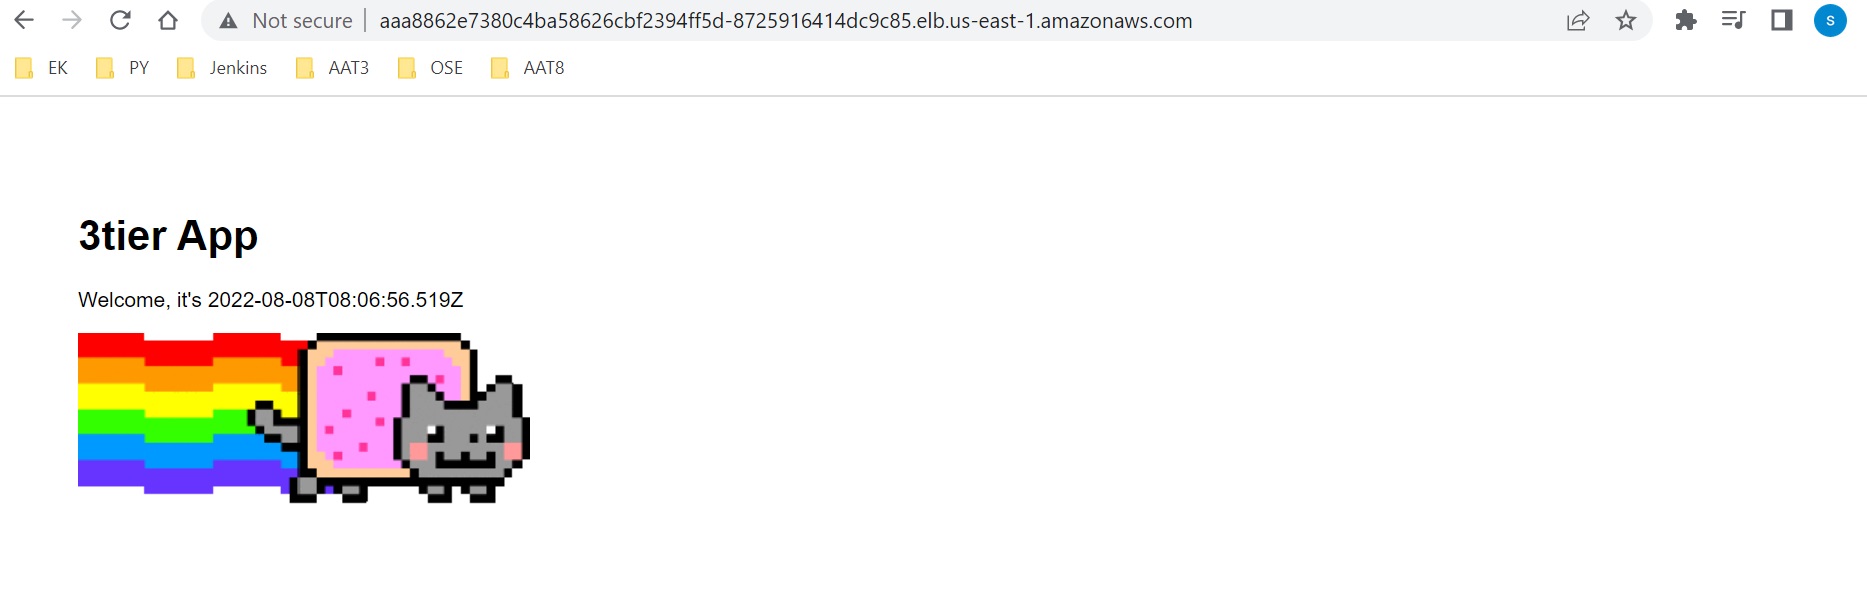 Not secure aaa8862e7380c4ba58626cbf2394ff5d-8725916414dc9c85.elb.us-east-1.amazonaws.com S
EK PY Jenkins AAT3 OSE AAT8
3tier App
Welcome, it's 2022-08-08T08:06:56.519Z